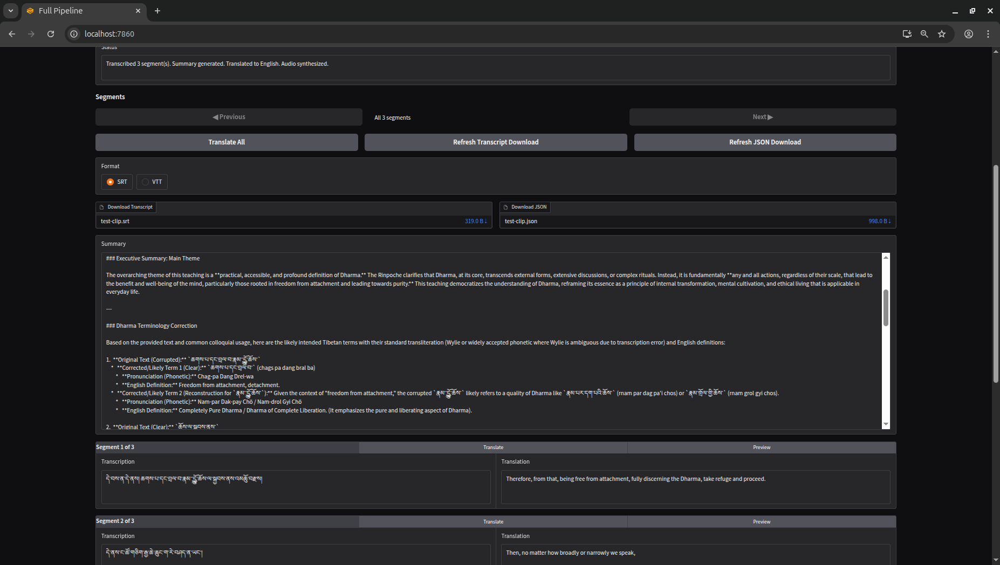 Full Pipeline
localhost:7860
Status
Transcribed 3 segment(s). Summary generated. Translated to English. Audio synthesized.
Segments
◀ Previous
All 3 segments
Next ▶
Translate All
Refresh Transcript Download
Refresh JSON Download
Format
SRT
VTT
Download Transcript
Download JSON
test-clip.srt
319.0 B ↓
test-clip.json
998.0 B ↓
Summary
### Executive Summary: Main Theme
The overarching theme of this teaching is a **practical, accessible, and profound definition of Dharma.** The Rinpoche clarifies that Dharma, at its core, transcends external forms, extensive discussions, or complex rituals. Instead, it is fundamentally **any and all actions, regardless of their scale, that lead to
the benefit and well-being of the mind, particularly those rooted in freedom from attachment and leading towards purity.** This teaching democratizes the understanding of Dharma, reframing its essence as a principle of internal transformation, mental cultivation, and ethical living that is applicable in
everyday life.
---
### Dharma Terminology Correction
Based on the provided text and common colloquial usage, here are the likely intended Tibetan terms with their standard transliteration (Wylie or widely accepted phonetic where Wylie is ambiguous due to transcription error) and English definitions:
1. **Original Text (Corrupted):** `ཆགས་པ་དང་བྲལ་བ་རྣམ་
* **Corrected/Likely Term 1 (Clear):** `ཆགས་པ་དང་བྲལ་བ་` (chags pa dang bral ba)
* **Pronunciation (Phonetic):** Chag-pa Dang Drel-wa
* **English Definition:** Freedom from attachment, detachment.
* **Corrected/Likely Term 2 (Reconstruction for `རྣམ་ ཆོས་`):** Given the context of "freedom from attachment," the corrupted `རྣམ་ ཆོས་` likely refers to a quality of Dharma like `རྣམ་པར་དག་པའི་ཆོས་` (rnam par dag pa'i chos) or `རྣམ་གྲོལ་གྱི་ཆོས་` (rnam grol gyi chos).
* **Pronunciation (Phonetic):** Nam-par Dak-pay Chö / Nam-drol Gyi Chö
* **English Definition:** Completely Pure Dharma / Dharma of Complete Liberation. (It emphasizes the pure and liberating aspect of Dharma).
2. **Original Text (Clear):** `ཆོས་ལ་སྐྱབས་ནས་`
Segment 1 of 3
Translate
Preview
Transcription
Translation
དེ་བས་ན་དེ་ནས། ཆགས་པ་དང་བྲལ་བ་རྣམ་ ཆོས་ལ་སྐྱབས་ནས་
Therefore, from that, being free from attachment, fully discerning the Dharma, take refuge and proceed.
Segment 2 of 3
Translate
Preview
Transcription
Translation
དེ་ནས་ང་ཚོ་གཅིག་རྒྱ་ཆེ་ཆུང་ག་རེ་བཤད་ན་ཡང་།
Then, no matter how broadly or narrowly we speak,